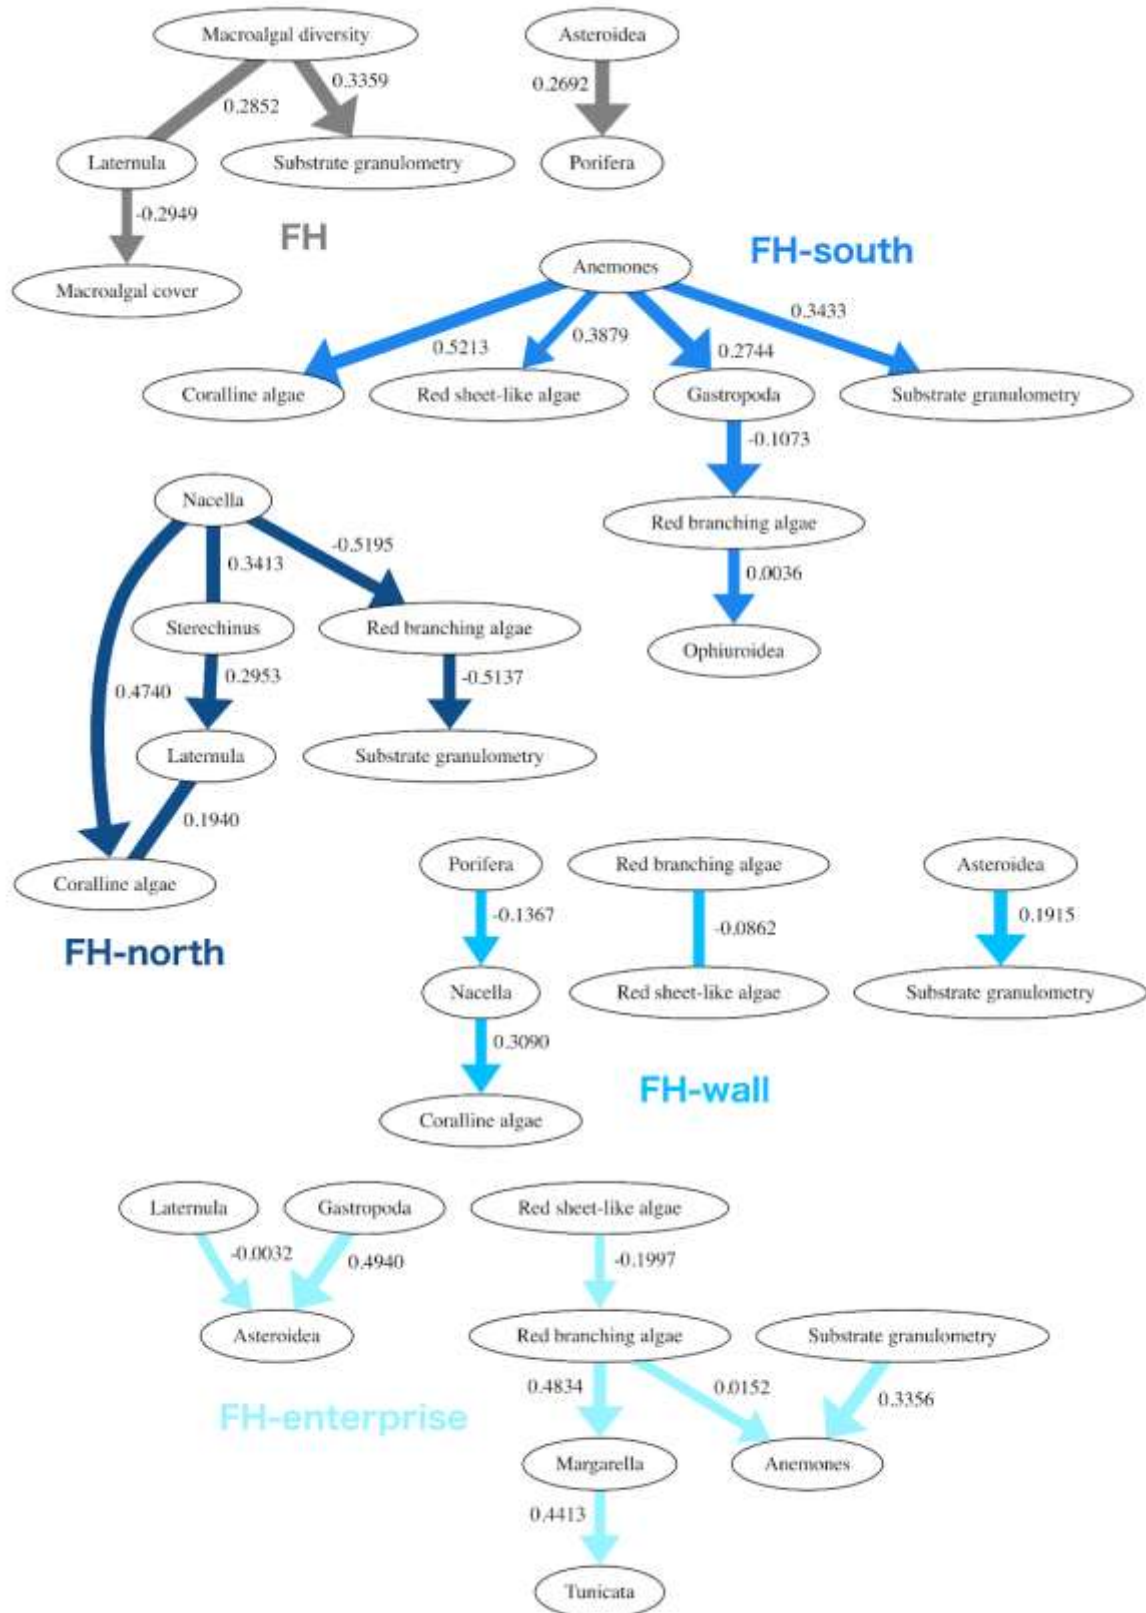 Macroalgal diversity
Asteroidea
0.3359
0.2692
0.2852
Laternula
Substrate granulometry
Porifera
-0.2949
FH
Macroalgal cover
FH-south
Anemones
0.3433
0.3879
0.5213
0.2744
Coralline algae
Red sheet-like algae
Gastropoda
Substrate granulometry
-0.1073
Red branching algae
0.0036
Ophiuroidea
Nacella
-0.5195
0.3413
Sterechinus
Red branching algae
0.2953
-0.5137
0.4740
Laternula
Substrate granulometry
0.1940
Coralline algae
FH-north
Porifera
Red branching algae
Asteroidea
-0.1367
-0.0862
0.1915
Nacella
Red sheet-like algae
Substrate granulometry
0.3090
FH-wall
Coralline algae
Laternula
Gastropoda
Red sheet-like algae
-0.0032
0.4940
-0.1997
Asteroidea
Red branching algae
Substrate granulometry
0.4834
0.0152
0.3356
FH-enterprise
Margarella
Anemones
0.4413
Tunicata